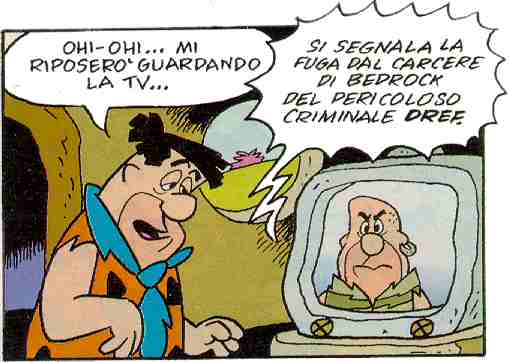 OHI-OHI... MI
RIPOSERO' GUARDANDO
LA TV...
SI SEGNALA LA
FUGA DAL CARCERE
DI BEDROCK
DEL PERICOLOSO
CRIMINALE DREF.